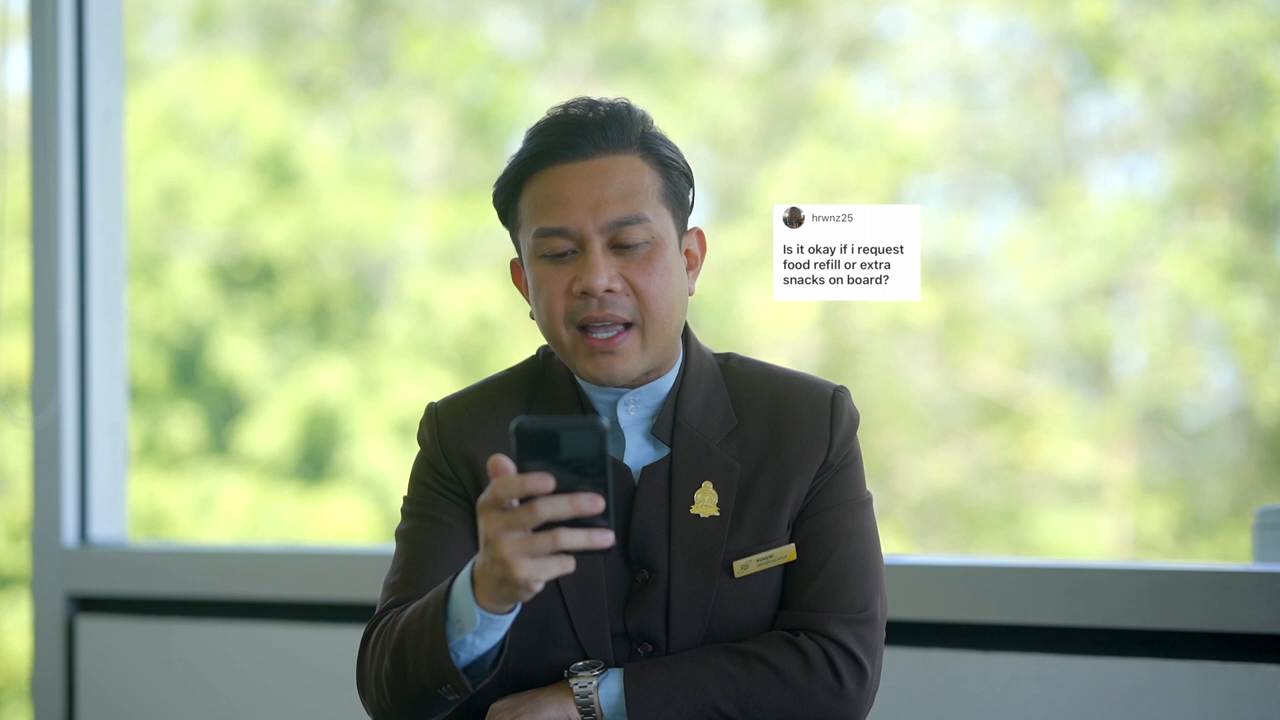 hrwnz25
Is it okay if i request
food refill or extra
snacks on board?